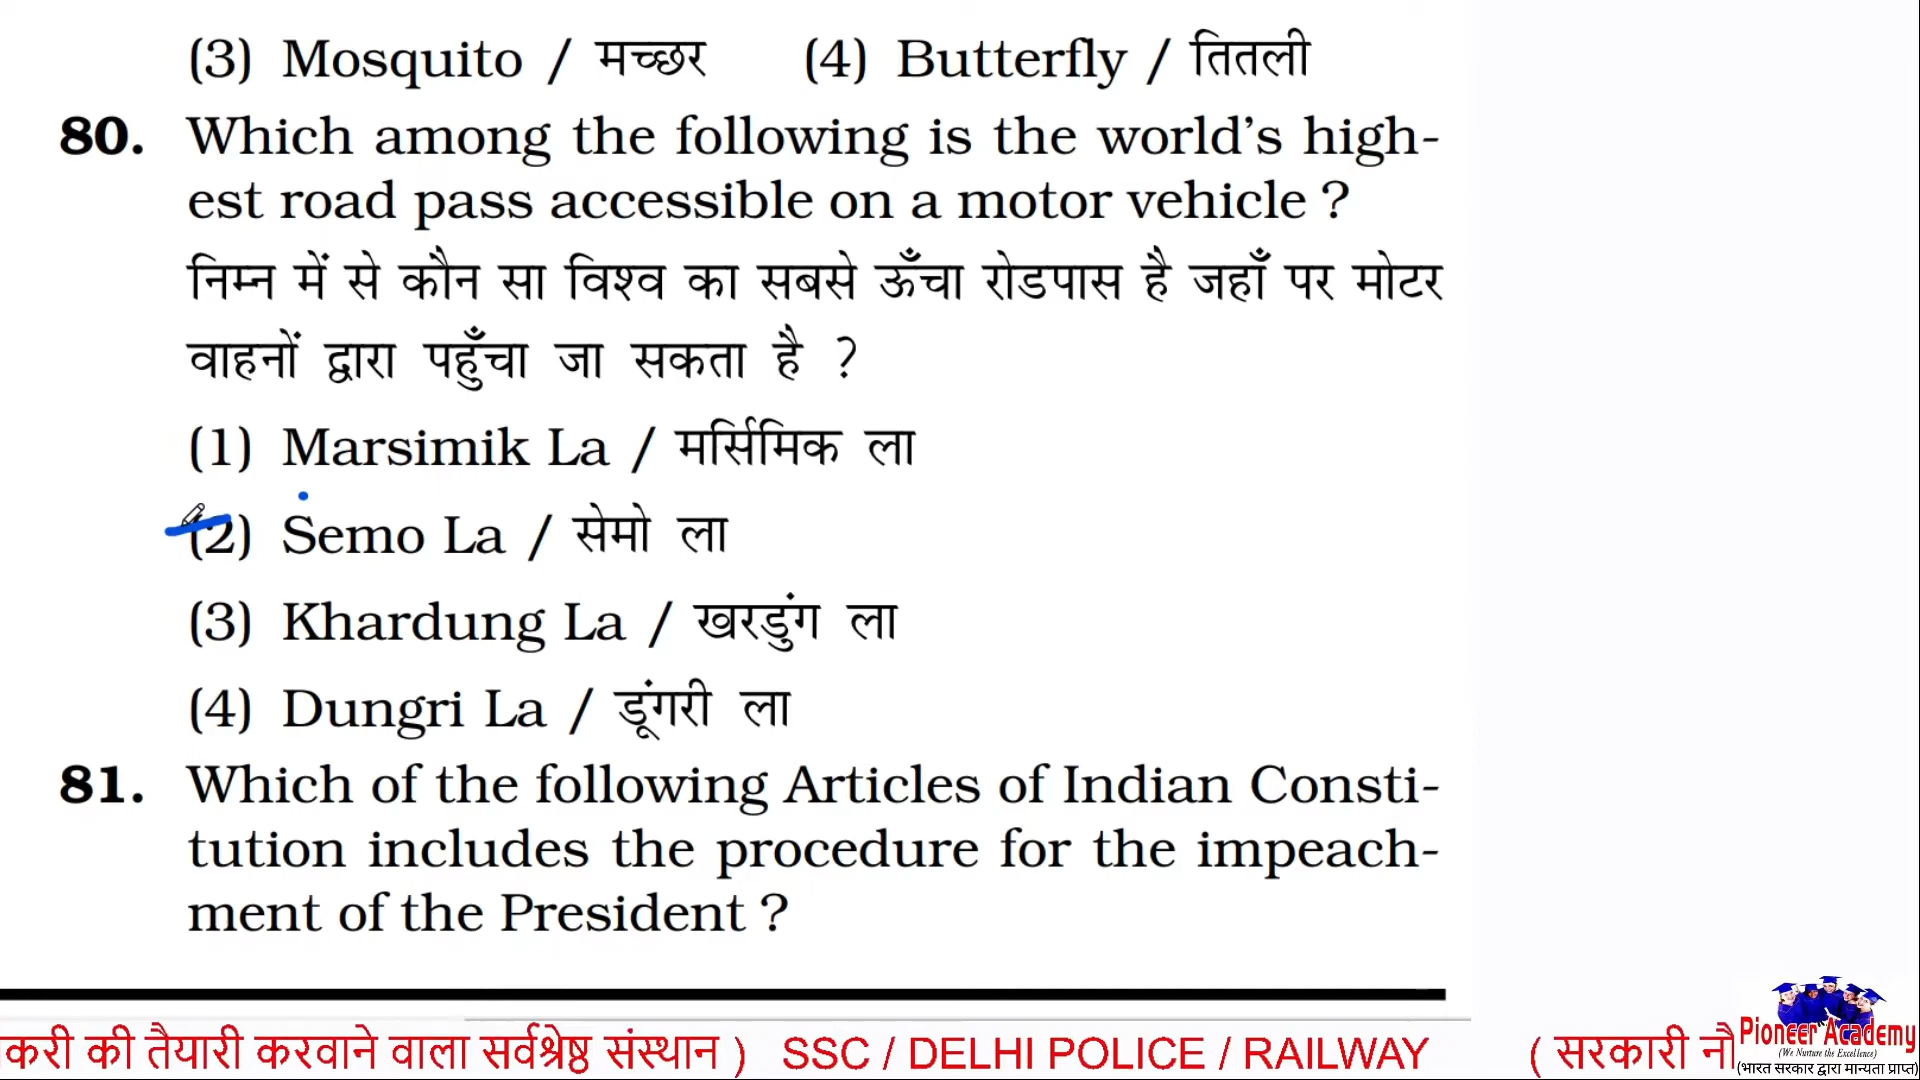 (3) Mosquito / मच्छर (4) Butterfly / तितली
80. Which among the following is the world's high-
est road pass accessible on a motor vehicle ?
निम्न में से कौन सा विश्व का सबसे ऊँचा रोडपास है जहाँ पर मोटर
वाहनों द्वारा पहुँचा जा सकता है ?
(1) Marsimik La / मर्सिमिक ला
(2) Semo La / सेमो ला
(3) Khardung La / खरडुंग ला
(4) Dungri La / डूंगरी ला
81. Which of the following Articles of Indian Consti-
tution includes the procedure for the impeach-
ment of the President ?
करी की तैयारी करवाने वाला सर्वश्रेष्ठ संस्थान ) SSC / DELHI POLICE / RAILWAY ( सरकारी नौ
Pioneer Academy
(We Nurture the Excellence)
(भारत सरकार द्वारा मान्यता प्राप्त)